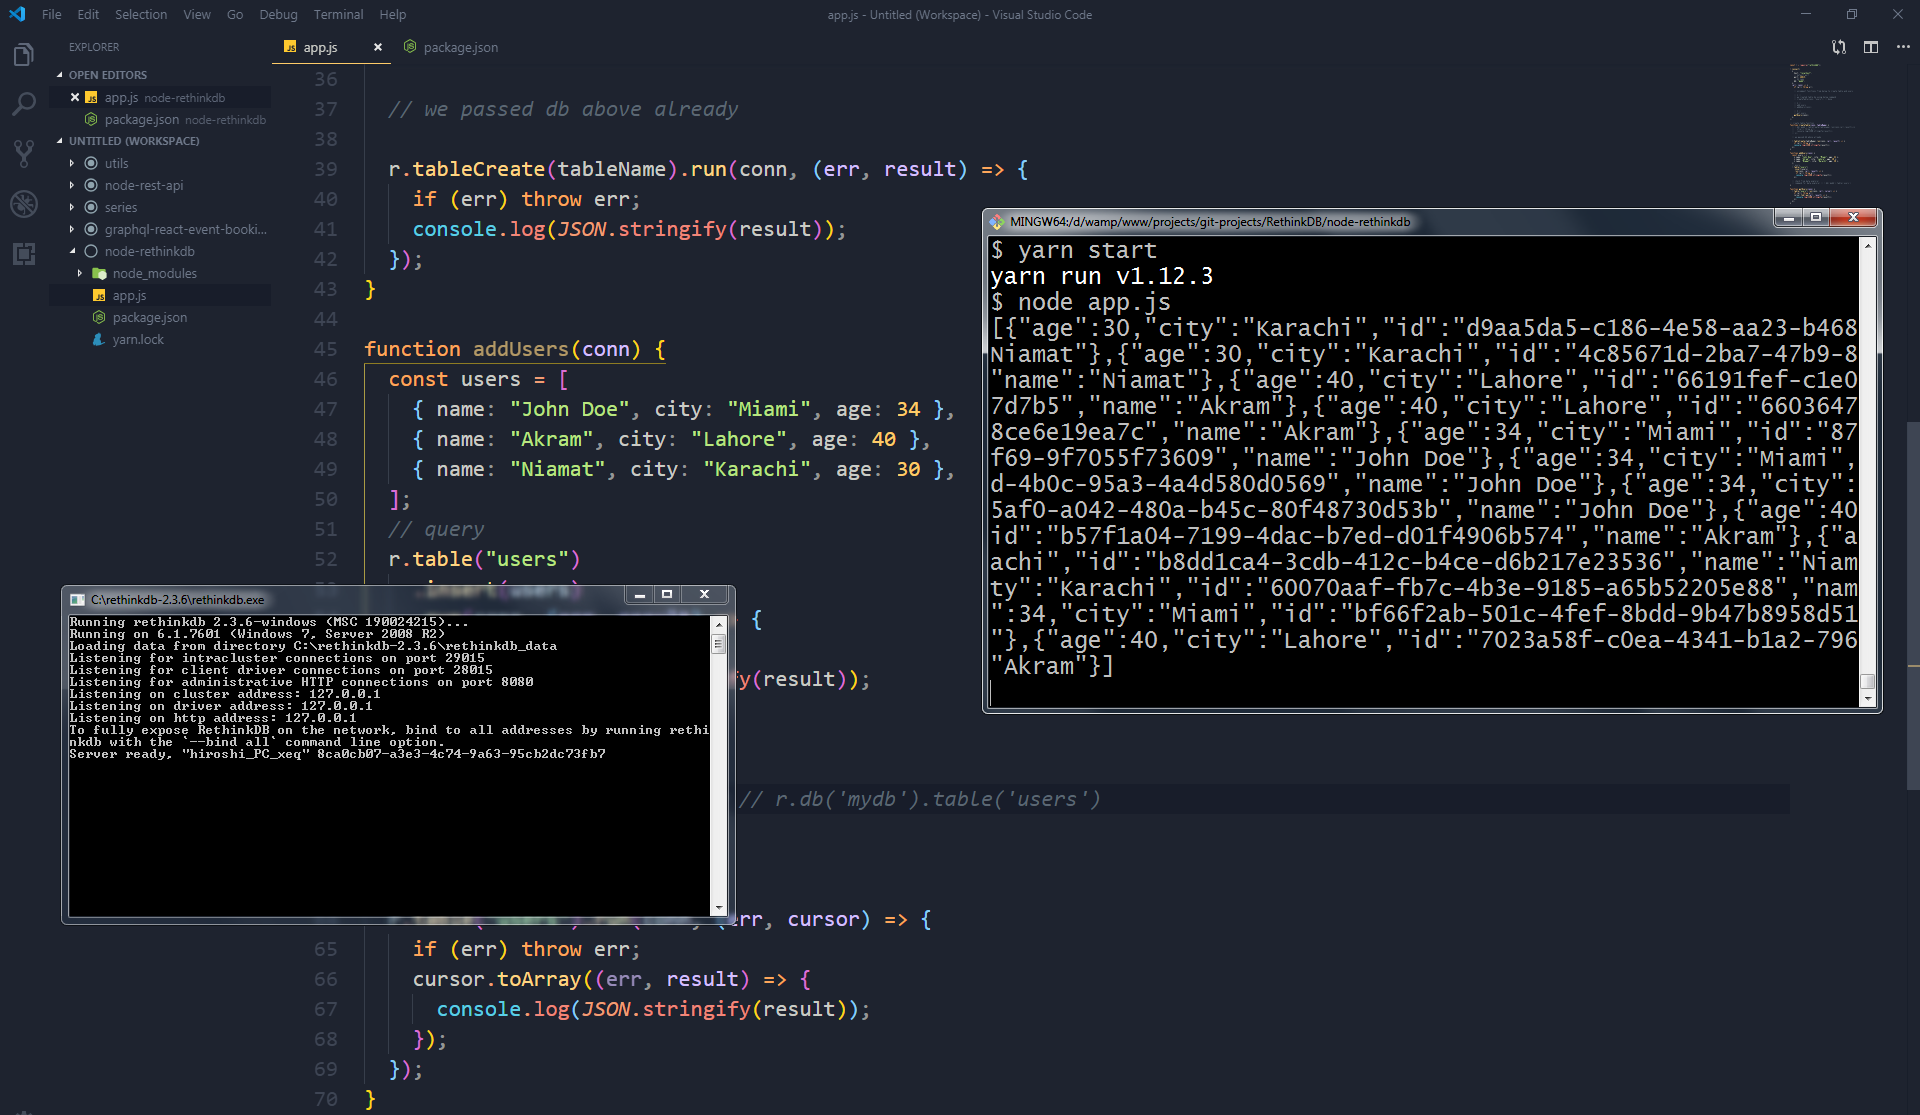 File Edit Selection View Go Debug Terminal Help
app.js - Untitled (Workspace) - Visual Studio Code
EXPLORER
OPEN EDITORS
app.js node-rethinkdb
package.json node-rethinkdb
UNTITLED (WORKSPACE)
utils
node-rest-api
series
graphql-react-event-booki...
node-rethinkdb
node_modules
app.js
package.json
yarn.lock
app.js
package.json
36
37 // we passed db above already
38
39 r.tableCreate(tableName).run(conn, (err, result) => {
40 if (err) throw err;
41 console.log(JSON.stringify(result));
42 });
43 }
44
45 function addUsers(conn) {
46 const users = [
47 { name: "John Doe", city: "Miami", age: 34 },
48 { name: "Akram", city: "Lahore", age: 40 },
49 { name: "Niamat", city: "Karachi", age: 30 },
50 ];
51 // query
52 r.table("users")
.insert(users)
{
fy(result));
// r.db('mydb').table('users')
err, cursor) => {
65 if (err) throw err;
66 cursor.toArray((err, result) => {
67 console.log(JSON.stringify(result));
68 });
69 });
70 }
MINGW64:/d/wamp/www/projects/git-projects/RethinkDB/node-rethinkdb
$ yarn start
yarn run v1.12.3
$ node app.js
[{"age":30,"city":"Karachi","id":"d9aa5da5-c186-4e58-aa23-b468
Niamat"},{"age":30,"city":"Karachi","id":"4c85671d-2ba7-47b9-8
"name":"Niamat"},{"age":40,"city":"Lahore","id":"66191fef-c1e0
7d7b5","name":"Akram"},{"age":40,"city":"Lahore","id":"6603647
8ce6e19ea7c","name":"Akram"},{"age":34,"city":"Miami","id":"87
f69-9f7055f73609","name":"John Doe"},{"age":34,"city":"Miami",
d-4b0c-95a3-4a4d580d0569","name":"John Doe"},{"age":34,"city":
5af0-a042-480a-b45c-80f48730d53b","name":"John Doe"},{"age":40
id":"b57f1a04-7199-4dac-b7ed-d01f4906b574","name":"Akram"},{"a
achi","id":"b8dd1ca4-3cdb-412c-b4ce-d6b217e23536","name":"Niam
ty":"Karachi","id":"60070aaf-fb7c-4b3e-9185-a65b52205e88","nam
":34,"city":"Miami","id":"bf66f2ab-501c-4fef-8bdd-9b47b8958d51
"},{"age":40,"city":"Lahore","id":"7023a58f-c0ea-4341-b1a2-796
"Akram"}]
C:\rethinkdb-2.3.6\rethinkdb.exe
Running rethinkdb 2.3.6-windows (MSC 190024215)...
Running on 6.1.7601 (Windows 7, Server 2008 R2)
Loading data from directory C:\rethinkdb-2.3.6\rethinkdb_data
Listening for intracluster connections on port 29015
Listening for client driver connections on port 28015
Listening for administrative HTTP connections on port 8080
Listening on cluster address: 127.0.0.1
Listening on driver address: 127.0.0.1
Listening on http address: 127.0.0.1
To fully expose RethinkDB on the network, bind to all addresses by running rethi
nkdb with the `--bind all` command line option.
Server ready, "hiroshi_PC_xeq" 8ca0cb07-a3e3-4c74-9a63-95cb2dc73fb7